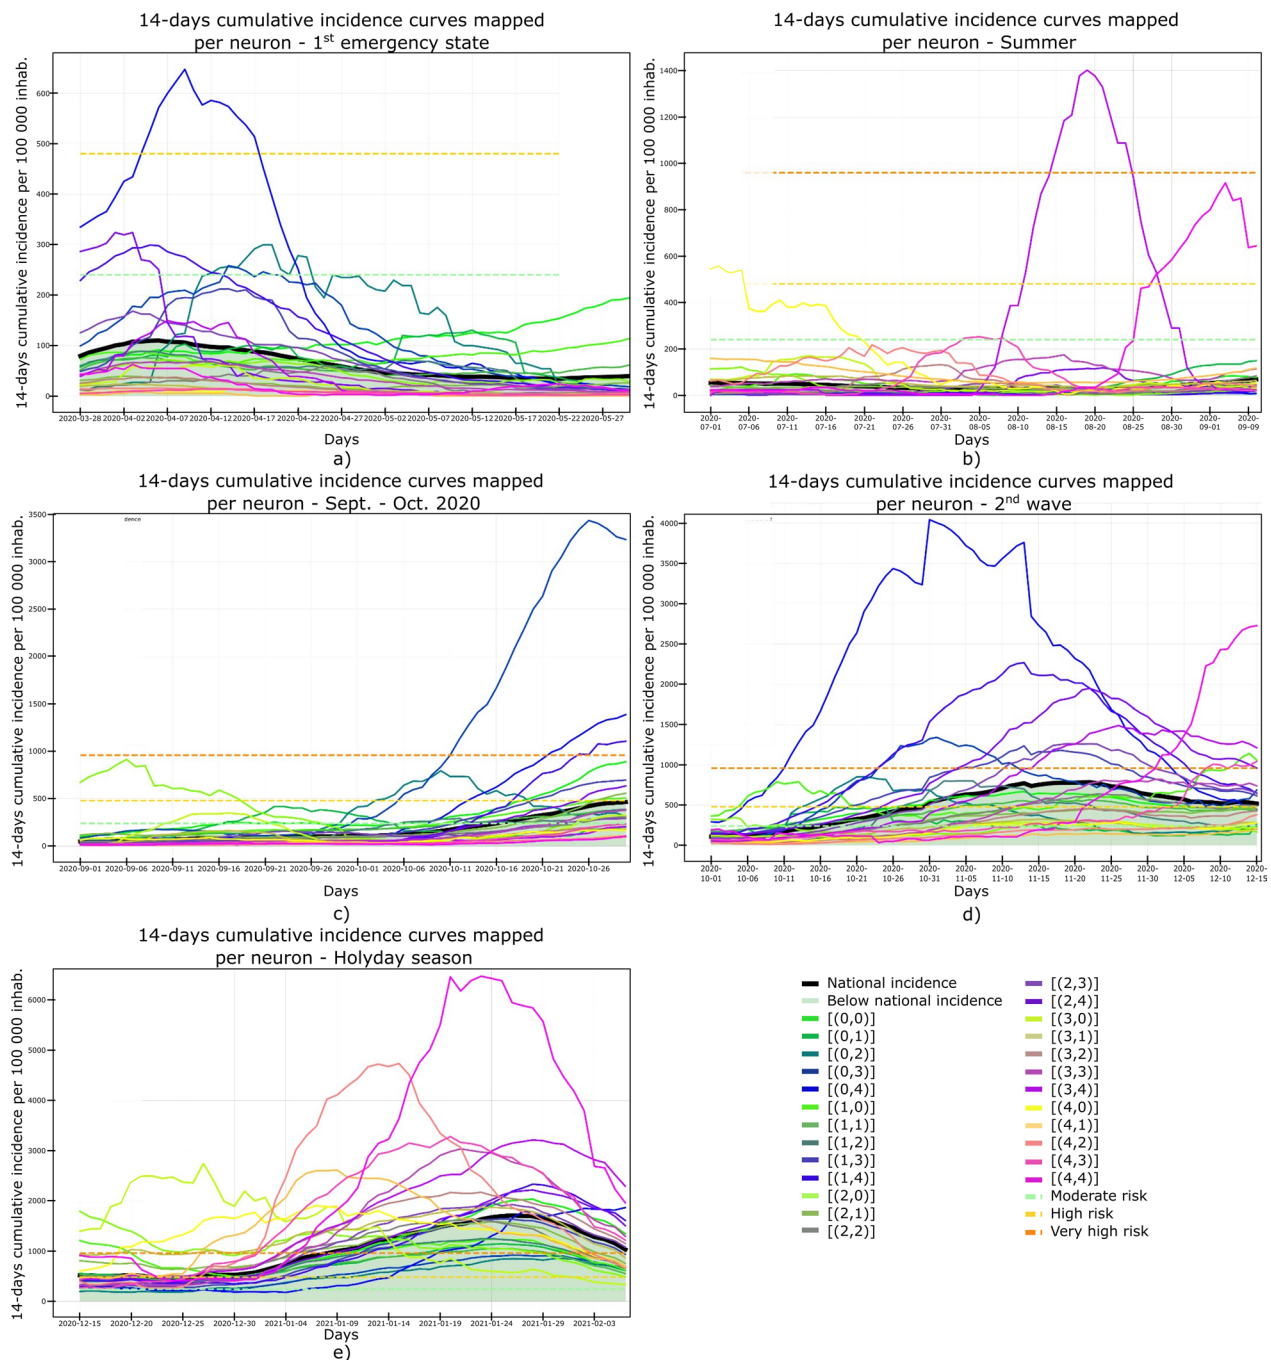 14-days cumulative incidence curves mapped
per neuron - 1st emergency state
14-days cumulative incidence per 100 000 inhab.
600
500
400
300
200
100
0
2020-03-28 2020-04-02 2020-04-07 2020-04-12 2020-04-17 2020-04-22 2020-04-27 2020-05-02 2020-05-07 2020-05-12 2020-05-17 2020-05-22 2020-05-27
Days
a)
14-days cumulative incidence curves mapped
per neuron - Summer
14-days cumulative incidence per 100 000 inhab.
1400
1200
1000
800
600
400
200
0
2020- 2020- 2020- 2020- 2020- 2020- 2020- 2020- 2020- 2020- 2020- 2020- 2020- 2020- 2020-
07-01 07-06 07-11 07-16 07-21 07-26 07-31 08-05 08-10 08-15 08-20 08-25 08-30 09-01 09-09
Days
b)
14-days cumulative incidence curves mapped
per neuron - Sept. - Oct. 2020
14-days cumulative incidence per 100 000 inhab.
dence
3500
3000
2500
2000
1500
1000
500
0
2020-09-01 2020-09-06 2020-09-11 2020-09-16 2020-09-21 2020-09-26 2020-10-01 2020-10-06 2020-10-11 2020-10-16 2020-10-21 2020-10-26
Days
c)
14-days cumulative incidence curves mapped
per neuron - 2nd wave
14-days cumulative incidence per 100 000 inhab.
4000
3500
3000
2500
2000
1500
1000
500
0
2020- 2020- 2020- 2020- 2020- 2020- 2020- 2020- 2020- 2020- 2020- 2020- 2020- 2020- 2020- 2020-
10-01 10-06 10-11 10-16 10-21 10-26 10-31 11-05 11-10 11-15 11-20 11-25 11-30 12-05 12-10 12-15
Days
d)
14-days cumulative incidence curves mapped
per neuron - Holyday season
14-days cumulative incidence per 100 000 inhab.
6000
5000
4000
3000
2000
1000
0
2020-12-15 2020-12-20 2020-12-25 2020-12-30 2021-01-04 2021-01-09 2021-01-14 2021-01-19 2021-01-24 2021-01-29 2021-02-03
Days
e)
National incidence
Below national incidence
[(0,0)]
[(0,1)]
[(0,2)]
[(0,3)]
[(0,4)]
[(1,0)]
[(1,1)]
[(1,2)]
[(1,3)]
[(1,4)]
[(2,0)]
[(2,1)]
[(2,2)]
[(2,3)]
[(2,4)]
[(3,0)]
[(3,1)]
[(3,2)]
[(3,3)]
[(3,4)]
[(4,0)]
[(4,1)]
[(4,2)]
[(4,3)]
[(4,4)]
Moderate risk
High risk
Very high risk